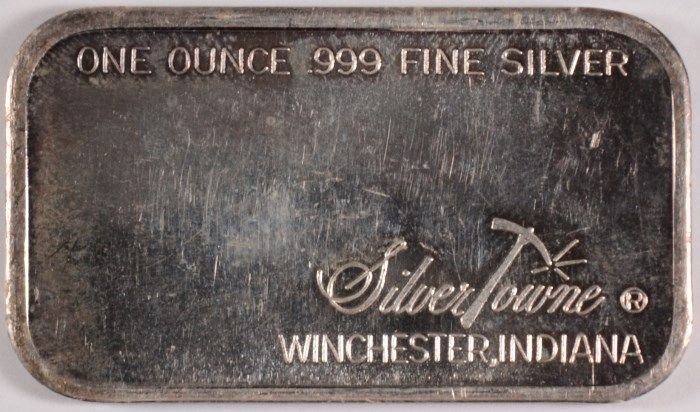 ONE OUNCE .999 FINE SILVER
SilverTowne ®
WINCHESTER, INDIANA